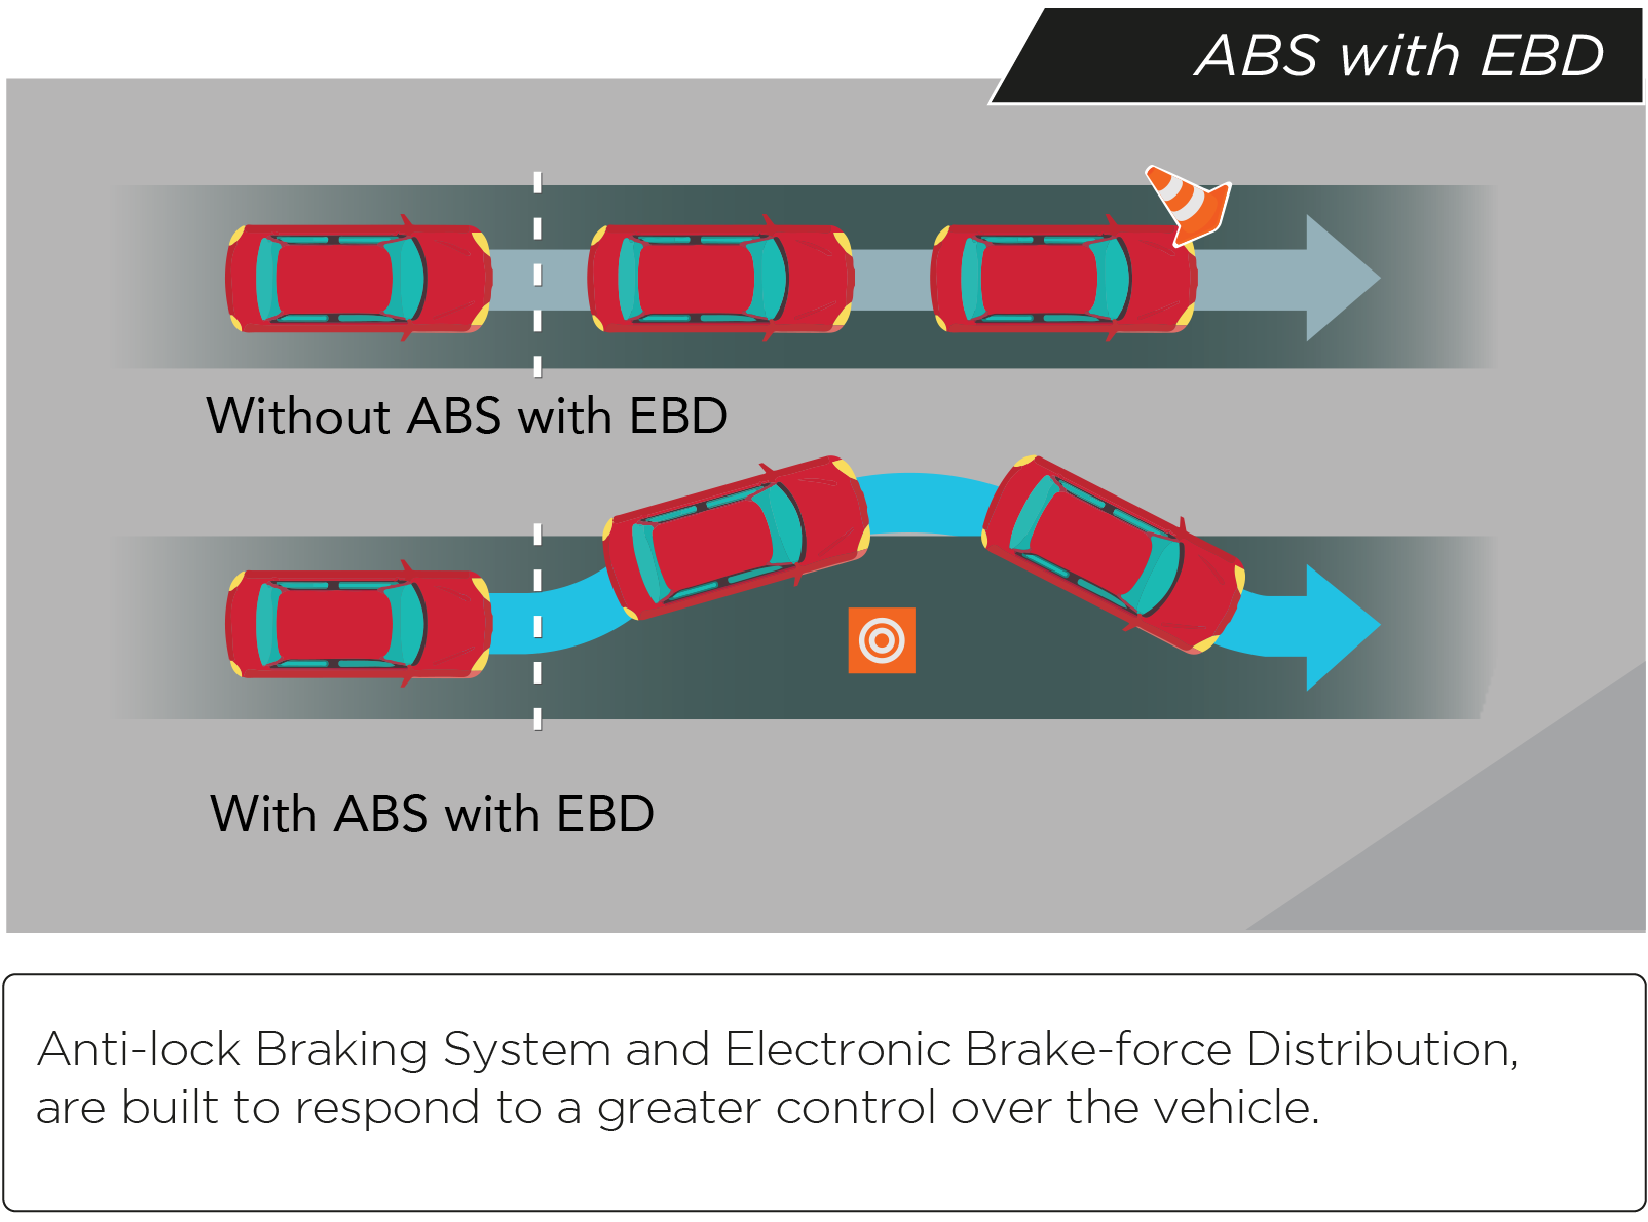 ABS with EBD
Without ABS with EBD
With ABS with EBD
Anti-lock Braking System and Electronic Brake-force Distribution,
are built to respond to a greater control over the vehicle.